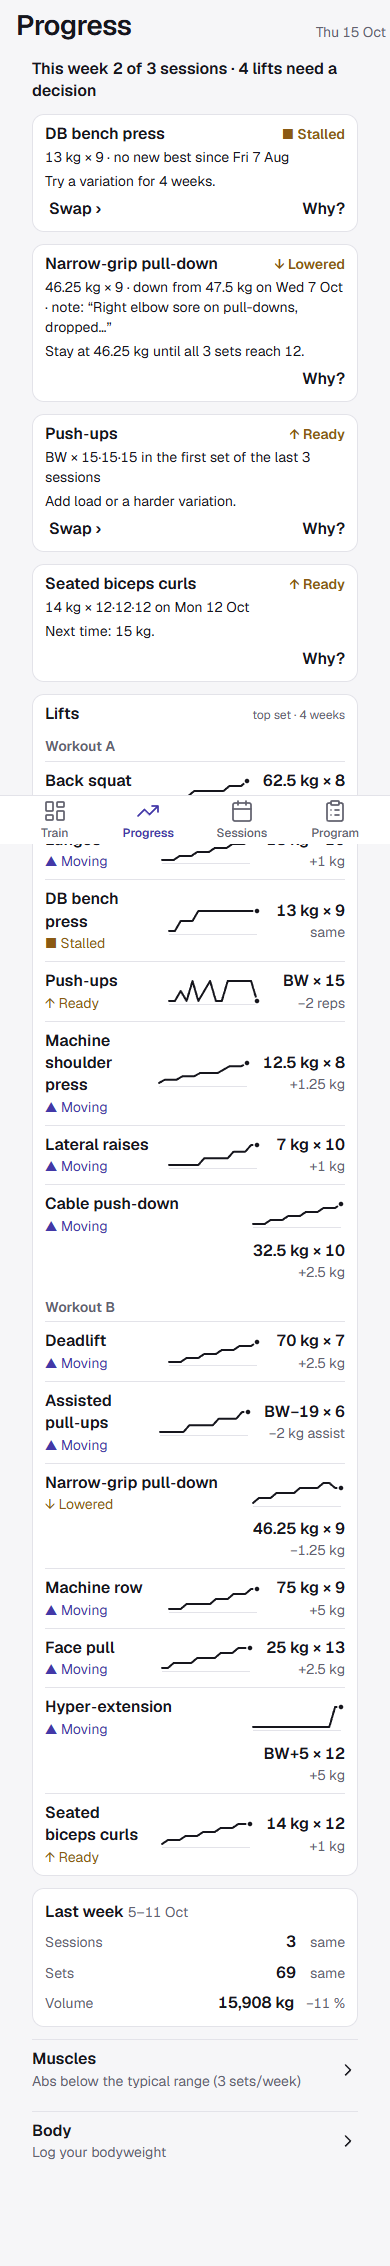 Progress
Thu 15 Oct
This week 2 of 3 sessions · 4 lifts need a
decision
DB bench press
■ Stalled
13 kg × 9 · no new best since Fri 7 Aug
Try a variation for 4 weeks.
Swap ›
Why?
Narrow-grip pull-down
↓ Lowered
46.25 kg × 9 · down from 47.5 kg on Wed 7 Oct
· note: “Right elbow sore on pull-downs,
dropped…”
Stay at 46.25 kg until all 3 sets reach 12.
Why?
Push-ups
↑ Ready
BW × 15·15·15 in the first set of the last 3
sessions
Add load or a harder variation.
Swap ›
Why?
Seated biceps curls
↑ Ready
14 kg × 12·12·12 on Mon 12 Oct
Next time: 15 kg.
Why?
Lifts
top set · 4 weeks
Workout A
Back squat
62.5 kg × 8
Train
Progress
Sessions
Program
▲ Moving
+1 kg
DB bench
press
13 kg × 9
■ Stalled
same
Push-ups
BW × 15
↑ Ready
−2 reps
Machine
shoulder
press
12.5 kg × 8
+1.25 kg
▲ Moving
Lateral raises
7 kg × 10
▲ Moving
+1 kg
Cable push-down
▲ Moving
32.5 kg × 10
+2.5 kg
Workout B
Deadlift
70 kg × 7
▲ Moving
+2.5 kg
Assisted
pull-ups
BW−19 × 6
▲ Moving
−2 kg assist
Narrow-grip pull-down
↓ Lowered
46.25 kg × 9
−1.25 kg
Machine row
75 kg × 9
▲ Moving
+5 kg
Face pull
25 kg × 13
▲ Moving
+2.5 kg
Hyper-extension
▲ Moving
BW+5 × 12
+5 kg
Seated
biceps curls
14 kg × 12
↑ Ready
+1 kg
Last week 5–11 Oct
Sessions 3 same
Sets 69 same
Volume 15,908 kg −11 %
Muscles
Abs below the typical range (3 sets/week)
Body
Log your bodyweight